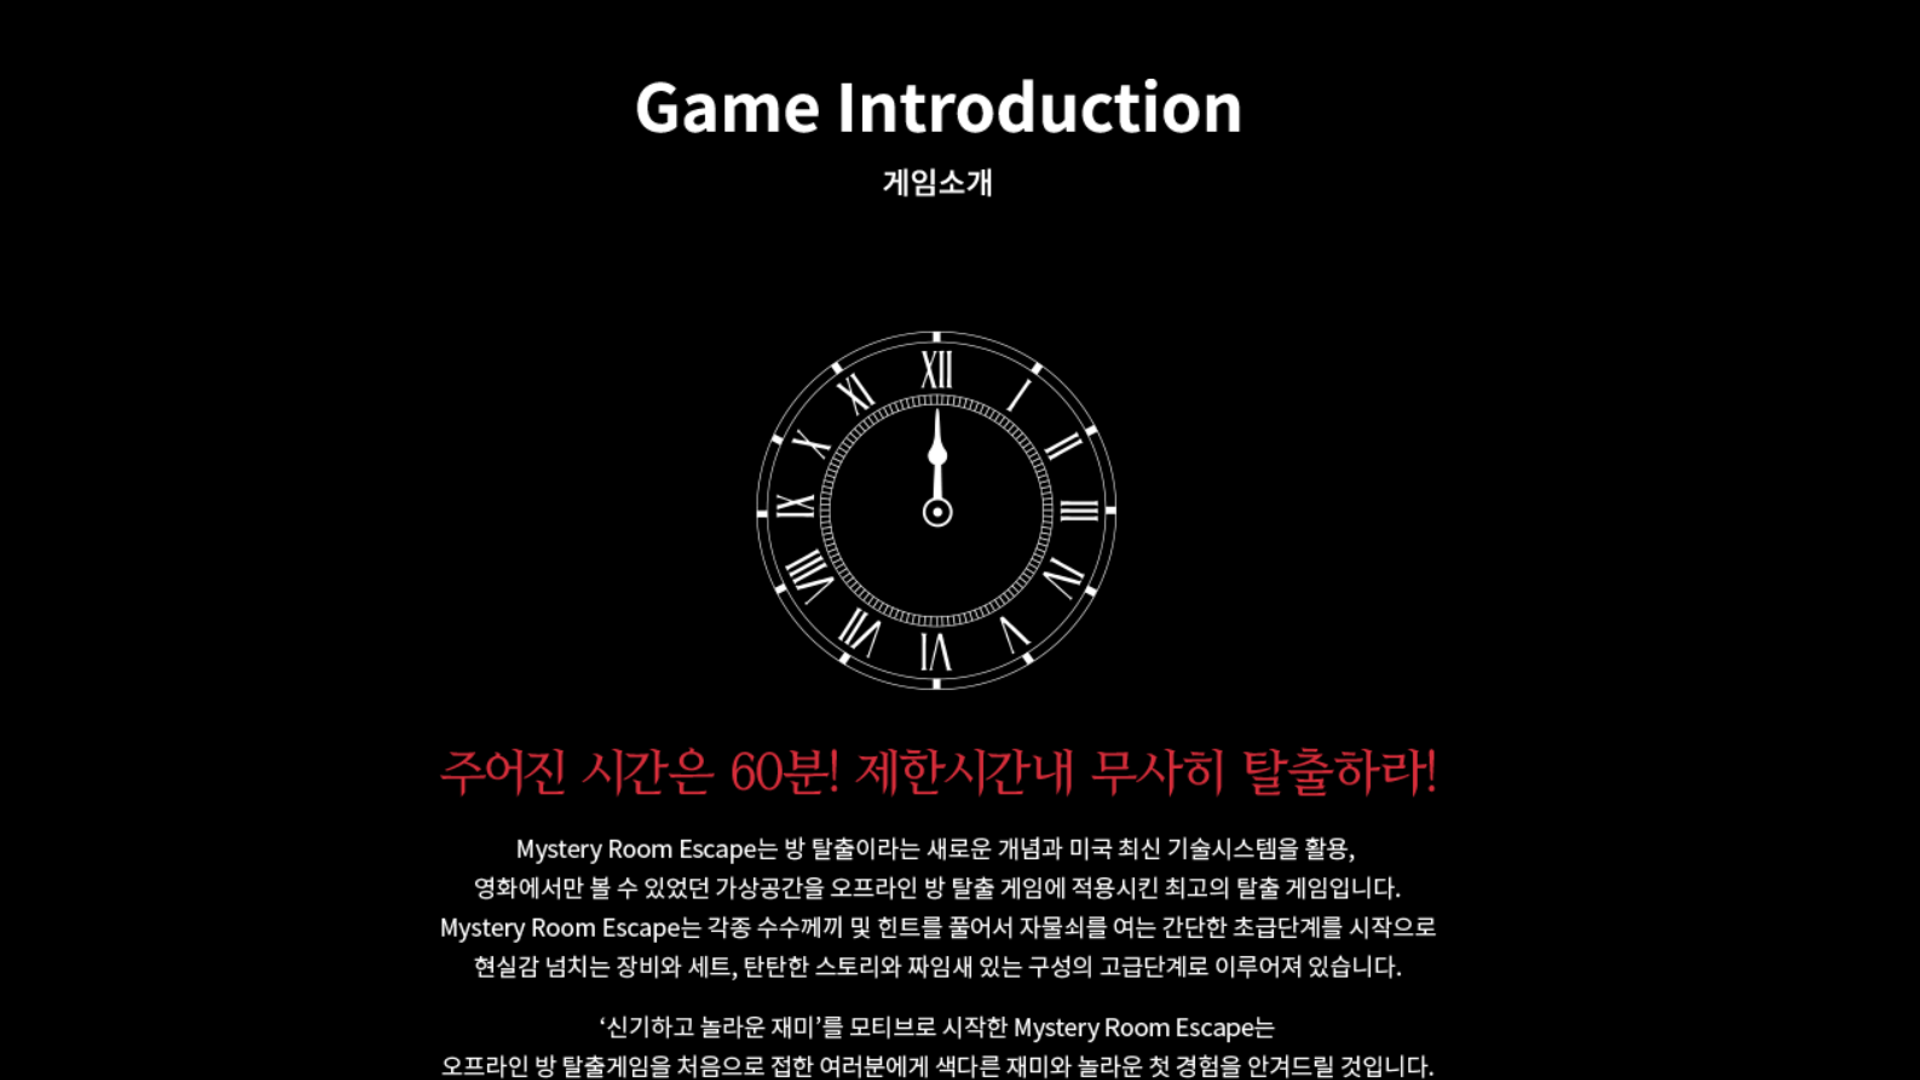 Game Introduction
게임소개
XII
I
II
III
IV
V
VI
VII
VIII
IX
X
XI
주어진 시간은 60분! 제한시간내 무사히 탈출하라!
Mystery Room Escape는 방 탈출이라는 새로운 개념과 미국 최신 기술시스템을 활용,
영화에서만 볼 수 있었던 가상공간을 오프라인 방 탈출 게임에 적용시킨 최고의 탈출 게임입니다.
Mystery Room Escape는 각종 수수께끼 및 힌트를 풀어서 자물쇠를 여는 간단한 초급단계를 시작으로
현실감 넘치는 장비와 세트, 탄탄한 스토리와 짜임새 있는 구성의 고급단계로 이루어져 있습니다.
‘신기하고 놀라운 재미’를 모티브로 시작한 Mystery Room Escape는
오프라인 방 탈출게임을 처음으로 접한 여러분에게 색다른 재미와 놀라운 첫 경험을 안겨드릴 것입니다.